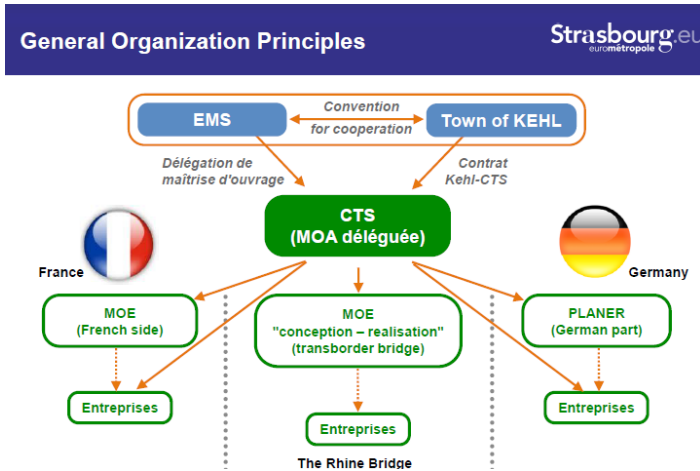 General Organization Principles
Strasbourg.eu
eurométropole
EMS
Convention
for cooperation
Town of KEHL
Délégation de
maîtrise d'ouvrage
Contrat
Kehl-CTS
CTS
(MOA déléguée)
France
Germany
MOE
(French side)
MOE
"conception – realisation"
(transborder bridge)
PLANER
(German part)
Entreprises
Entreprises
Entreprises
The Rhine Bridge